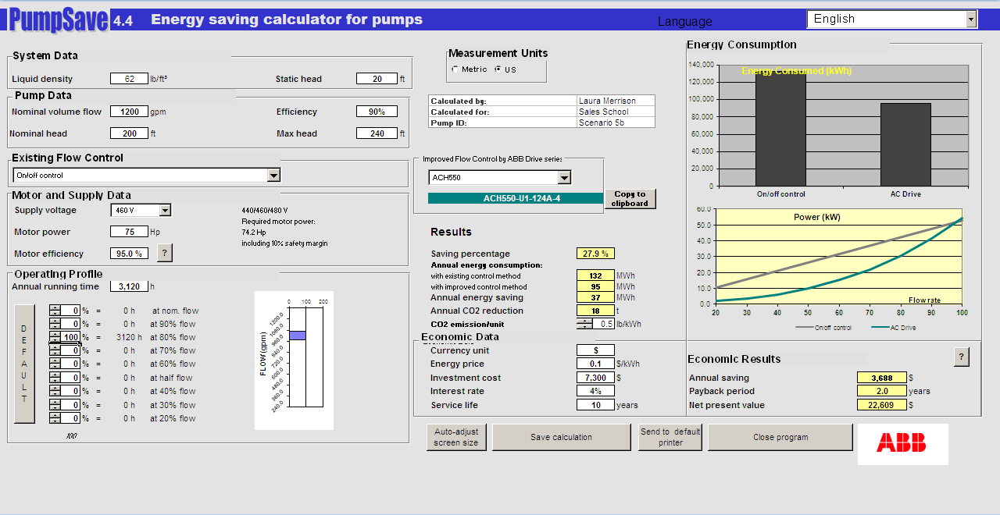 PumpSave 4.4 Energy saving calculator for pumps
Language English
System Data
Liquid density 62 lb/ft³ Static head 20 ft
Pump Data
Nominal volume flow 1200 gpm Efficiency 90%
Nominal head 200 ft Max head 240 ft
Existing Flow Control
On/off control
Motor and Supply Data
Supply voltage 460 V 440/460/480 V
Required motor power:
Motor power 75 Hp 74.2 Hp
including 10% safety margin
Motor efficiency 95.0 % ?
Operating Profile
Annual running time 3,120 h
DEFAULT
0 % = 0 h at nom. flow
0 % = 0 h at 90% flow
100 % = 3120 h at 80% flow
0 % = 0 h at 70% flow
0 % = 0 h at 60% flow
0 % = 0 h at half flow
0 % = 0 h at 40% flow
0 % = 0 h at 30% flow
0 % = 0 h at 20% flow
100
0 100 200
FLOW(gpm)
1200.0
1080.0
960.0
840.0
720.0
600.0
480.0
360.0
240.0
Measurement Units
Metric US
Calculated by: Laura Merrison
Calculated for: Sales School
Pump ID: Scenario 5b
Improved Flow Control by ABB Drive series
ACH550
ACH550-U1-124A-4
Copy to
clipboard
Results
Saving percentage 27.9 %
Annual energy consumption:
with existing control method 132 MWh
with improved control method 95 MWh
Annual energy saving 37 MWh
Annual CO2 reduction 18 t
CO2 emission/unit 0.5 lb/kWh
Economic Data
Currency unit $
Energy price 0.1 $/kWh
Investment cost 7,300 $
Interest rate 4%
Service life 10 years
Energy Consumption
Energy Consumed (kWh)
140,000
120,000
100,000
80,000
60,000
40,000
20,000
0
On/off control AC Drive
Power (kW)
60.0
50.0
40.0
30.0
20.0
10.0
0.0
Flow rate
20 30 40 50 60 70 80 90 100
On/off control AC Drive
Economic Results ?
Annual saving 3,688 $
Payback period 2.0 years
Net present value 22,609 $
Auto-adjust
screen size
Save calculation
Send to default
printer
Close program
ABB